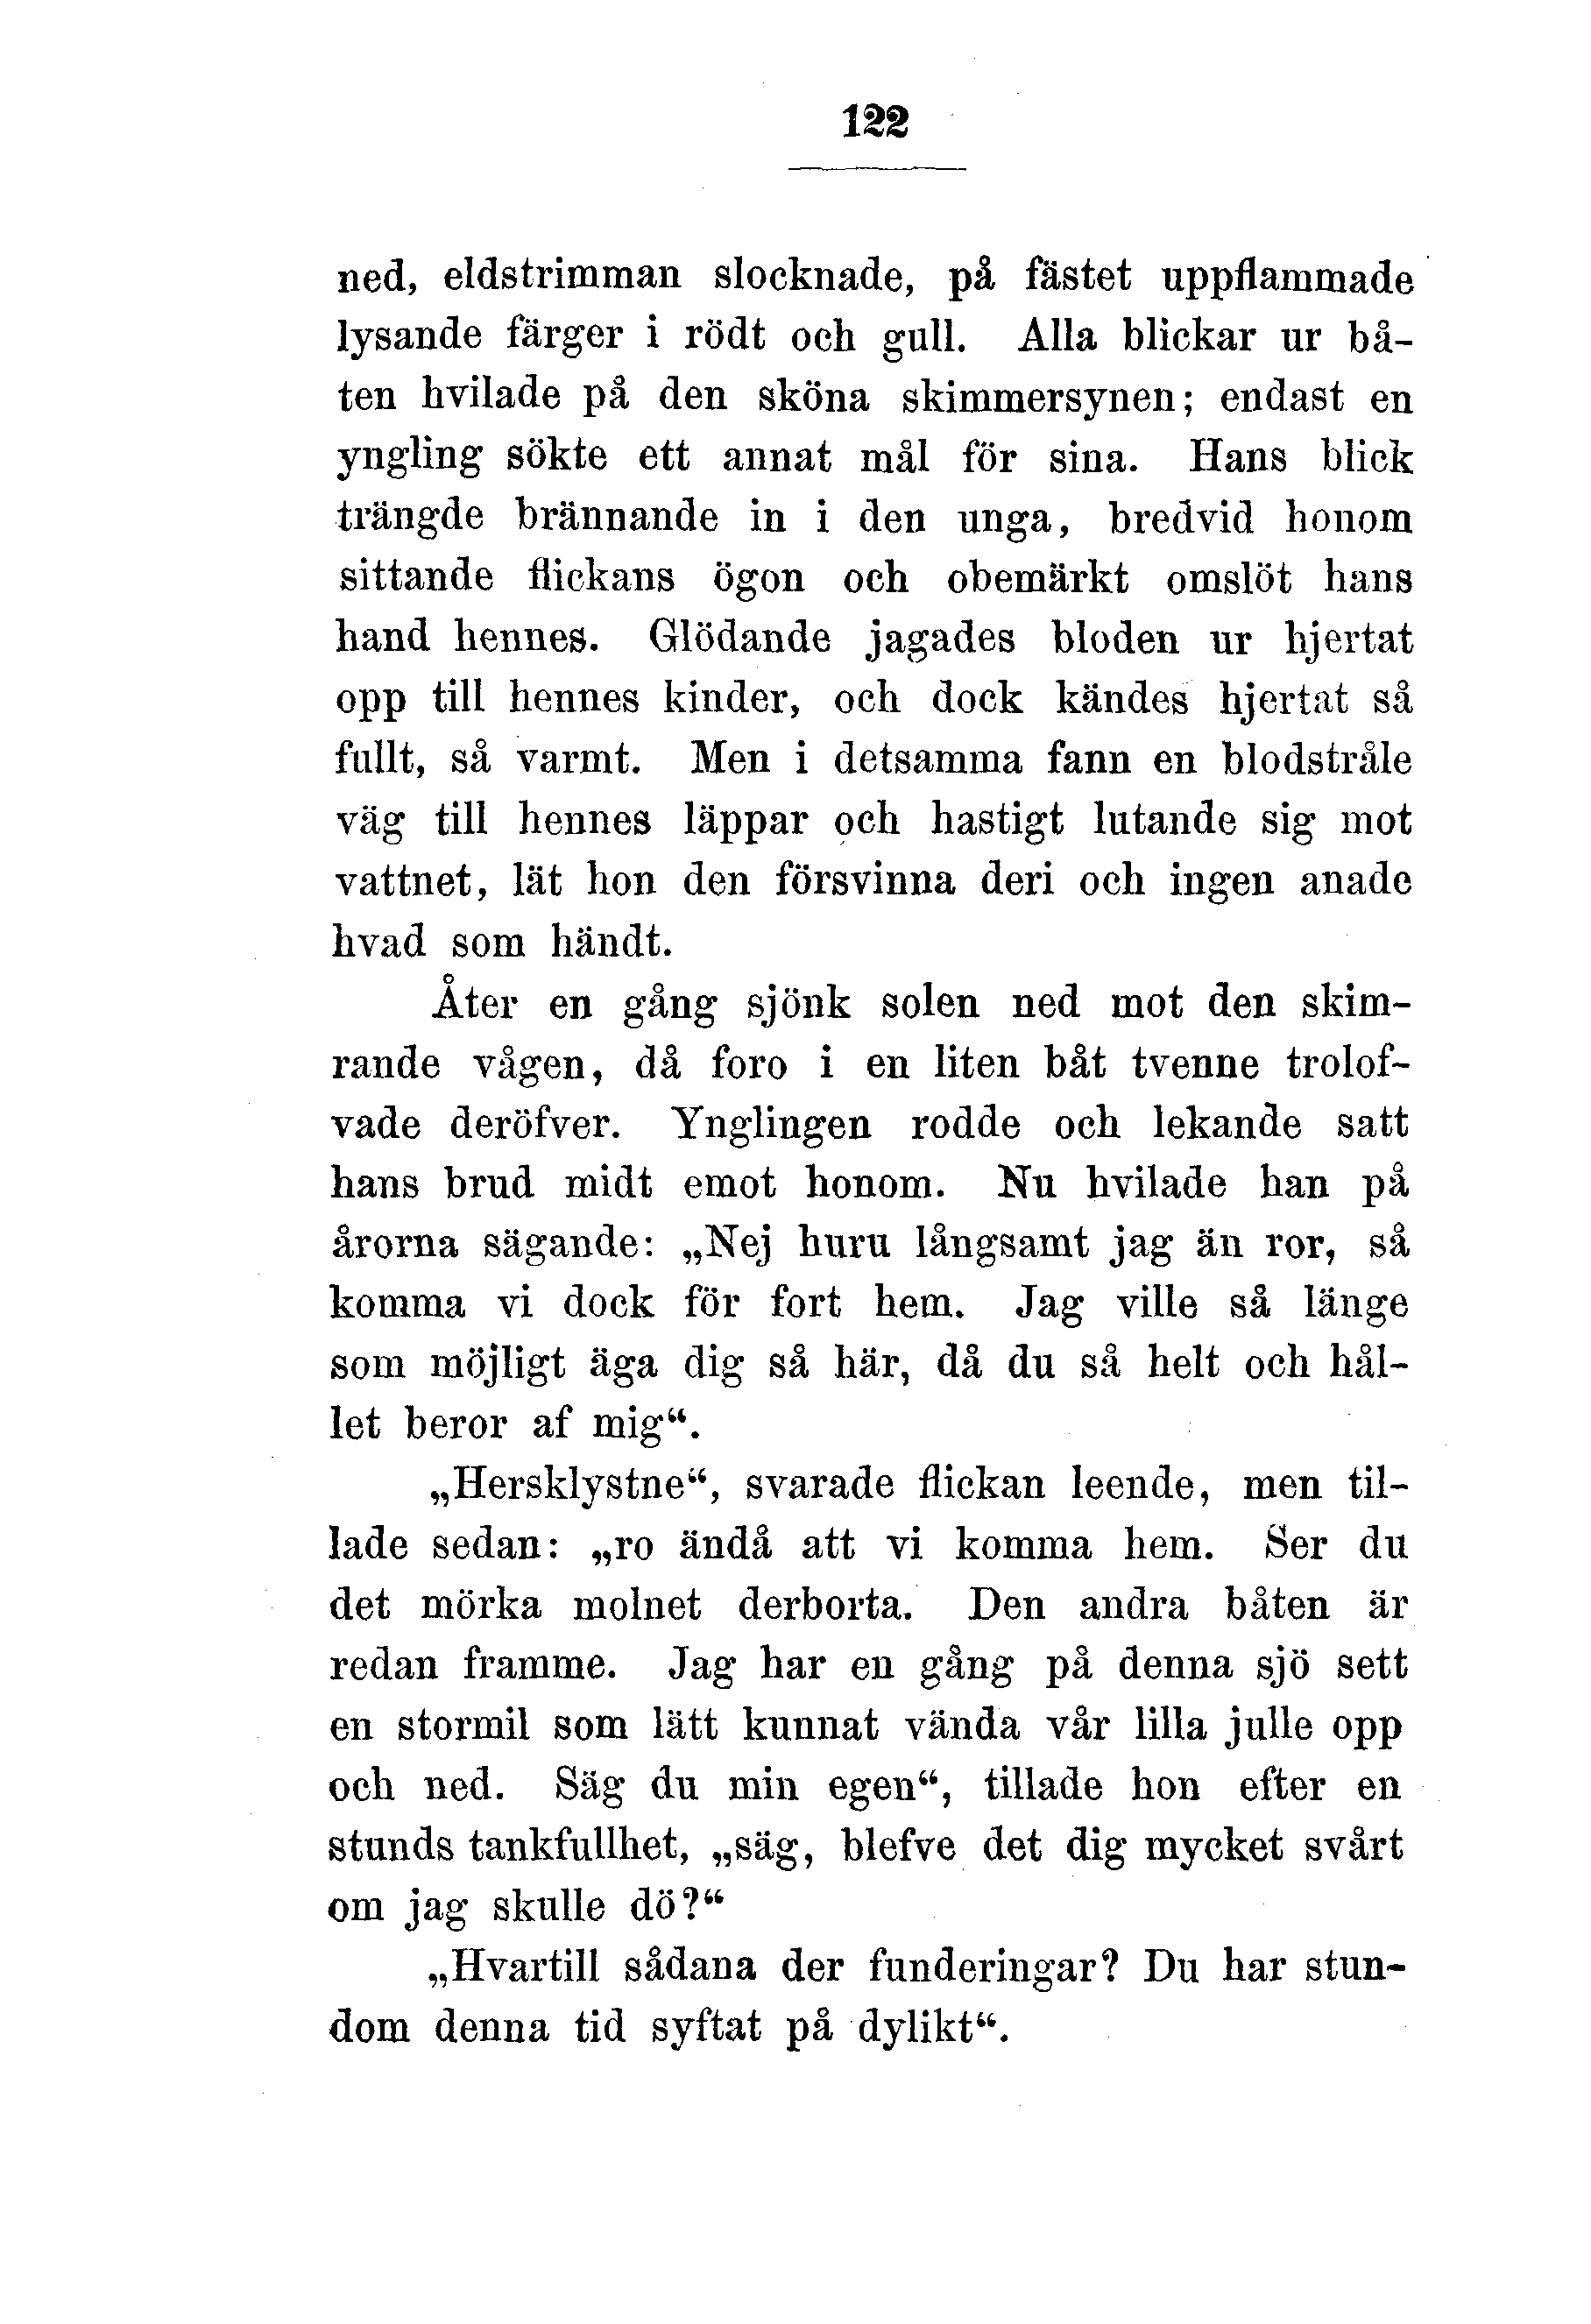 122
ned, eldstrimman slocknade, på fästet uppflammade
lysande färger i rödt och gull. Alla blickar ur bå-
ten hvilade på den sköna skimmersynen; endast en
yngling sökte ett annat mål för sina. Hans blick
trängde brännande in i den unga, bredvid honom
sittande flickans ögon och obemärkt omslöt hans
hand hennes. Glödande jagades bloden ur hjertat
opp till hennes kinder, och dock kändes hjertat så
fullt, så varmt. Men i detsamma fann en blodstråle
väg till hennes läppar och hastigt lutande sig mot
vattnet, lät hon den försvinna deri och ingen anade
hvad som händt.
Åter en gång sjönk solen ned mot den skim-
rande vågen, då foro i en liten båt tvenne trolof-
vade deröfver. Ynglingen rodde och lekande satt
hans brud midt emot honom. Nu hvilade han på
årorna sägande: „Nej huru långsamt jag än ror, så
komma vi dock för fort hem. Jag ville så länge
som möjligt äga dig så här, då du så helt och hål-
let beror af mig“.
„Hersklystne“, svarade flickan leende, men til-
lade sedan: „ro ändå att vi komma hem. Ser du
det mörka molnet derborta. Den andra båten är
redan framme. Jag har en gång på denna sjö sett
en stormil som lätt kunnat vända vår lilla julle opp
och ned. Säg du min egen“, tillade hon efter en
stunds tankfullhet, „säg, blefve det dig mycket svårt
om jag skulle dö?“
„Hvartill sådana der funderingar? Du har stun-
dom denna tid syftat på dylikt“.